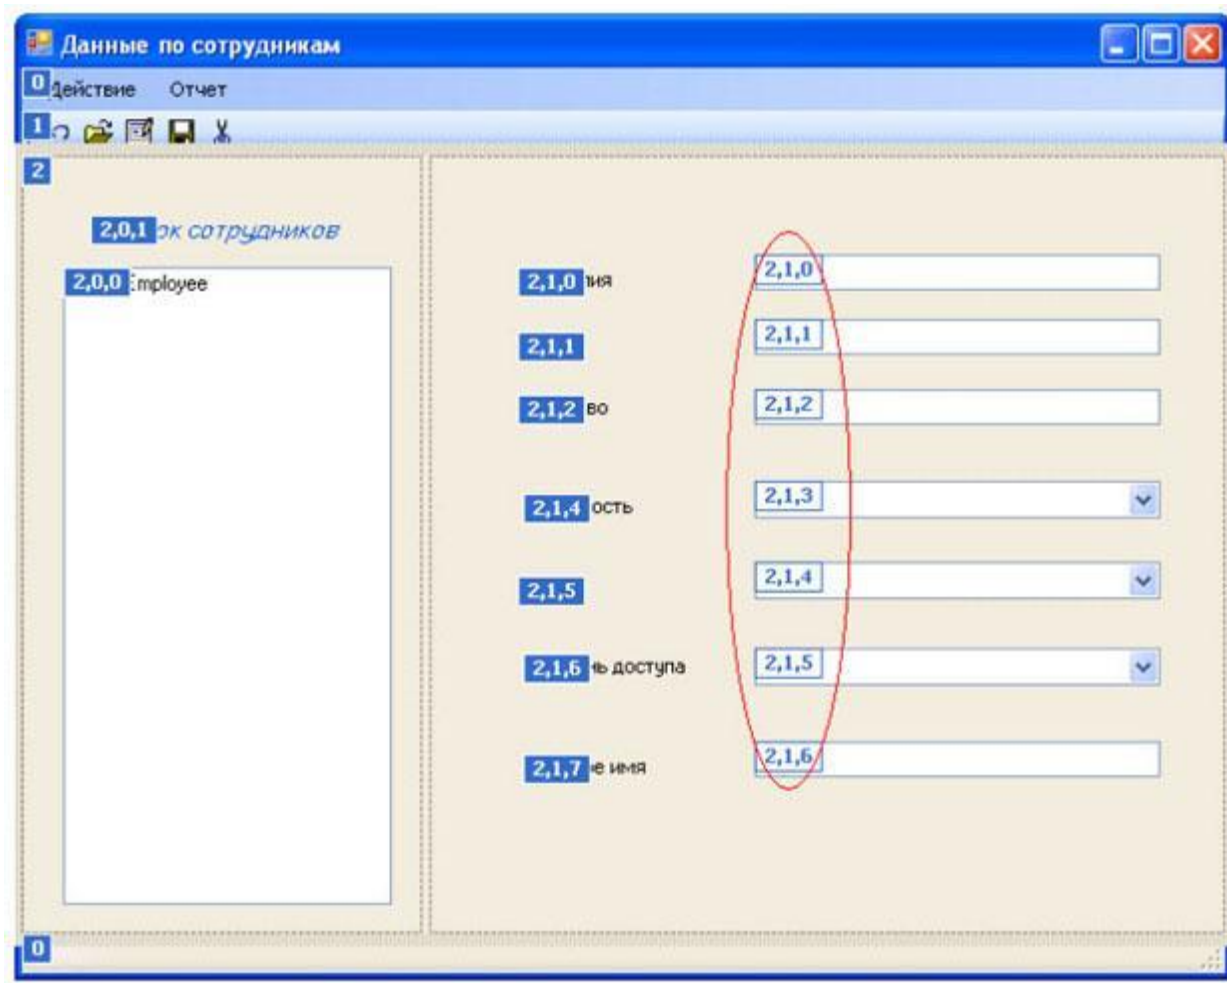 Данные по сотрудникам
0 Действие Отчет
1
2
2,0,1 ок сотрудников
2,0,0 Employee
2,1,0 лия 2,1,0
2,1,1 2,1,1
2,1,2 во 2,1,2
2,1,4 ость 2,1,3
2,1,5 2,1,4
2,1,6 нь доступа 2,1,5
2,1,7 е имя 2,1,6
0